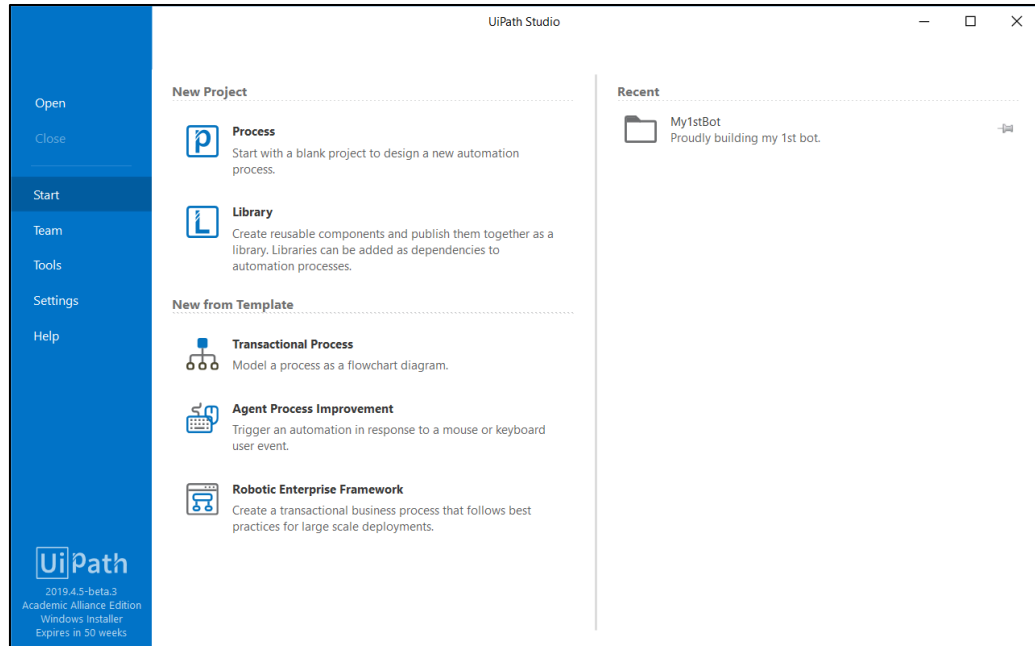 UiPath Studio
Open
Close
Start
Team
Tools
Settings
Help
UiPath
2019.4.5-beta.3
Academic Alliance Edition
Windows Installer
Expires in 50 weeks
New Project
Process
Start with a blank project to design a new automation
process.
Library
Create reusable components and publish them together as a
library. Libraries can be added as dependencies to
automation processes.
New from Template
Transactional Process
Model a process as a flowchart diagram.
Agent Process Improvement
Trigger an automation in response to a mouse or keyboard
user event.
Robotic Enterprise Framework
Create a transactional business process that follows best
practices for large scale deployments.
Recent
My1stBot
Proudly building my 1st bot.